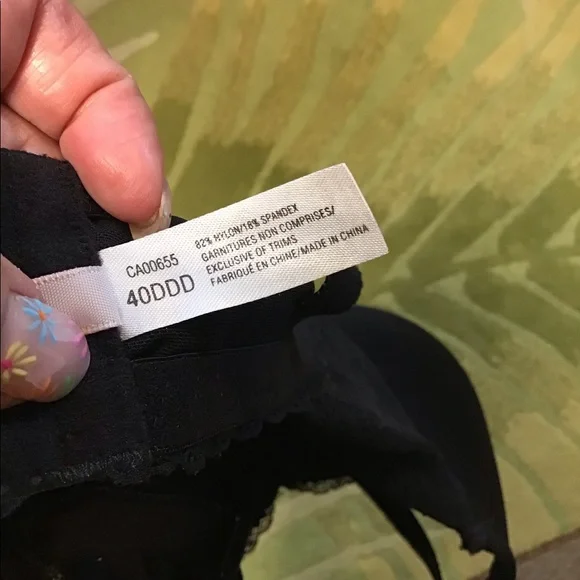 CA00655
40DDD
82% NYLON/18% SPANDEX
GARNITURES NON COMPRISES/
EXCLUSIVE OF TRIMS
FABRIQUÉ EN CHINE/MADE IN CHINA